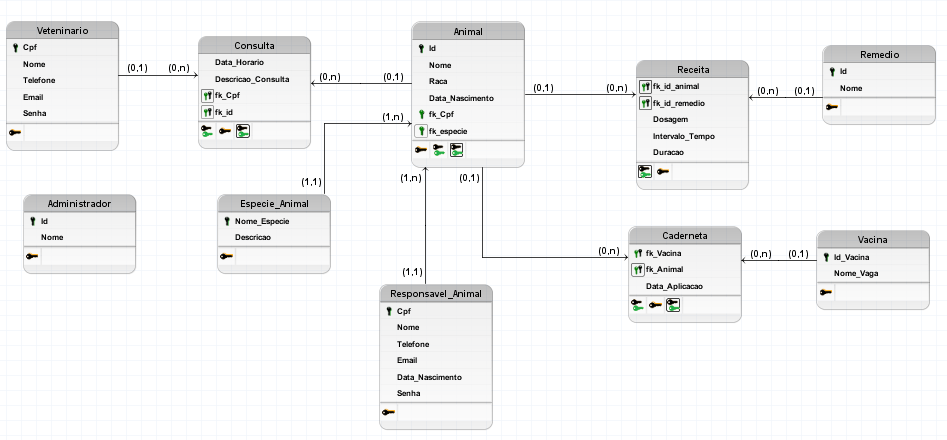 Veteninario
Cpf
Nome
Telefone
Email
Senha
(0,1)
(0,n)
Consulta
Data_Horario
Descricao_Consulta
fk_Cpf
fk_id
(0,n)
(0,1)
Animal
Id
Nome
Raca
Data_Nascimento
fk_Cpf
fk_especie
(0,1)
(0,n)
Receita
fk_id_animal
fk_id_remedio
Dosagem
Intervalo_Tempo
Duracao
(0,n)
(0,1)
Remedio
Id
Nome
(1,n)
(1,1)
(1,n)
(0,1)
Administrador
Id
Nome
Especie_Animal
Nome_Especie
Descricao
(1,1)
Responsavel_Animal
Cpf
Nome
Telefone
Email
Data_Nascimento
Senha
(0,n)
Caderneta
fk_Vacina
fk_Animal
Data_Aplicacao
(0,n)
(0,1)
Vacina
Id_Vacina
Nome_Vaga